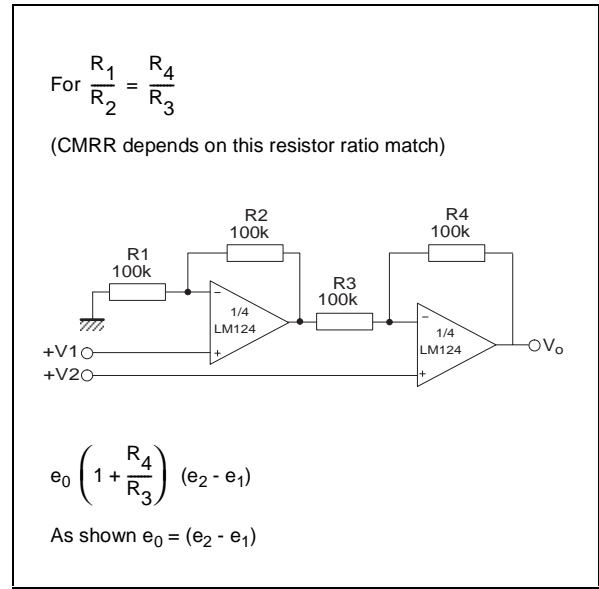 For R1/R2 = R4/R3
(CMRR depends on this resistor ratio match)
R1
100k
R2
100k
R3
100k
R4
100k
-
1/4
LM124
+
-
1/4
LM124
+
+V1
+V2
Vo
e0 (1 + R4/R3) (e2 - e1)
As shown e0 = (e2 - e1)